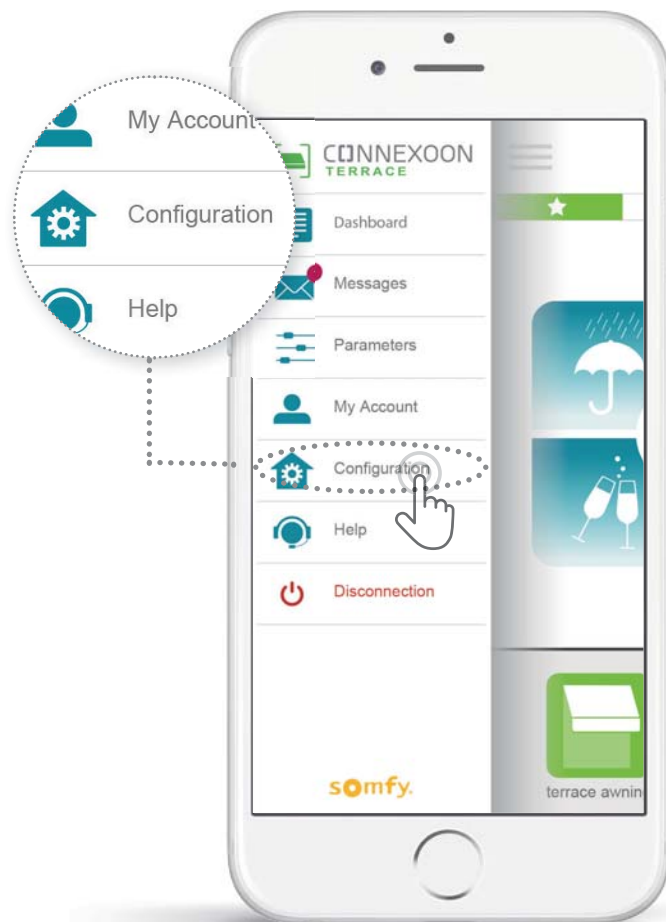 My Account
Configuration
Help
CONNEXOON
TERRACE
Dashboard
Messages
Parameters
My Account
Configuration
Help
Disconnection
somfy.
terrace awnin